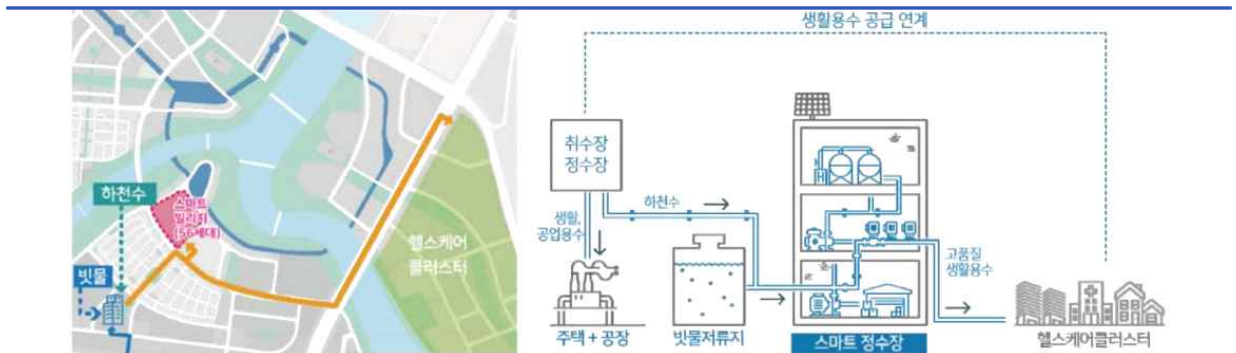 하천수
스마트
빌리지
(56세대)
빗물
헬스케어
클러스터
생활용수 공급 연계
취수장
정수장
하천수
생활,
공업용수
고품질
생활용수
주택 + 공장
빗물저류지
스마트 정수장
헬스케어클러스터